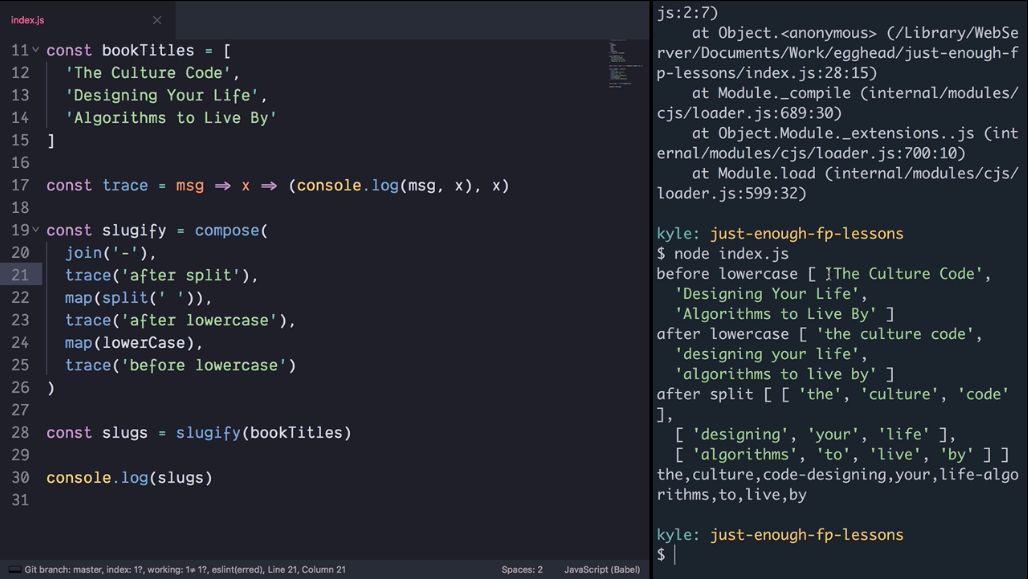 index.js
11 const bookTitles = [
12 'The Culture Code',
13 'Designing Your Life',
14 'Algorithms to Live By'
15 ]
16
17 const trace = msg => x => (console.log(msg, x), x)
18
19 const slugify = compose(
20 join('-'),
21 trace('after split'),
22 map(split(' ')),
23 trace('after lowercase'),
24 map(lowerCase),
25 trace('before lowercase')
26 )
27
28 const slugs = slugify(bookTitles)
29
30 console.log(slugs)
31
Git branch: master, index: 1?, working: 1≠ 1?, eslint(erred), Line 21, Column 21
Spaces: 2
JavaScript (Babel)
js:2:7)
at Object.<anonymous> (/Library/WebSe
rver/Documents/Work/egghead/just-enough-f
p-lessons/index.js:28:15)
at Module._compile (internal/modules/
cjs/loader.js:689:30)
at Object.Module._extensions..js (int
ernal/modules/cjs/loader.js:700:10)
at Module.load (internal/modules/cjs/
loader.js:599:32)
kyle: just-enough-fp-lessons
$ node index.js
before lowercase [ 'The Culture Code',
'Designing Your Life',
'Algorithms to Live By' ]
after lowercase [ 'the culture code',
'designing your life',
'algorithms to live by' ]
after split [ [ 'the', 'culture', 'code'
],
[ 'designing', 'your', 'life' ],
[ 'algorithms', 'to', 'live', 'by' ] ]
the,culture,code-designing,your,life-algo
rithms,to,live,by
kyle: just-enough-fp-lessons
$